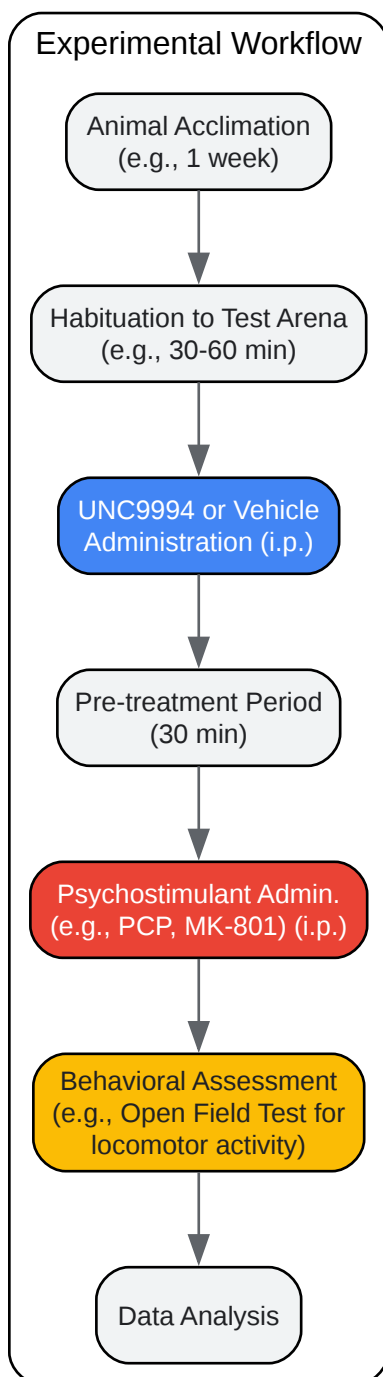 Experimental Workflow
Animal Acclimation
(e.g., 1 week)
Habituation to Test Arena
(e.g., 30-60 min)
UNC9994 or Vehicle
Administration (i.p.)
Pre-treatment Period
(30 min)
Psychostimulant Admin.
(e.g., PCP, MK-801) (i.p.)
Behavioral Assessment
(e.g., Open Field Test for
locomotor activity)
Data Analysis